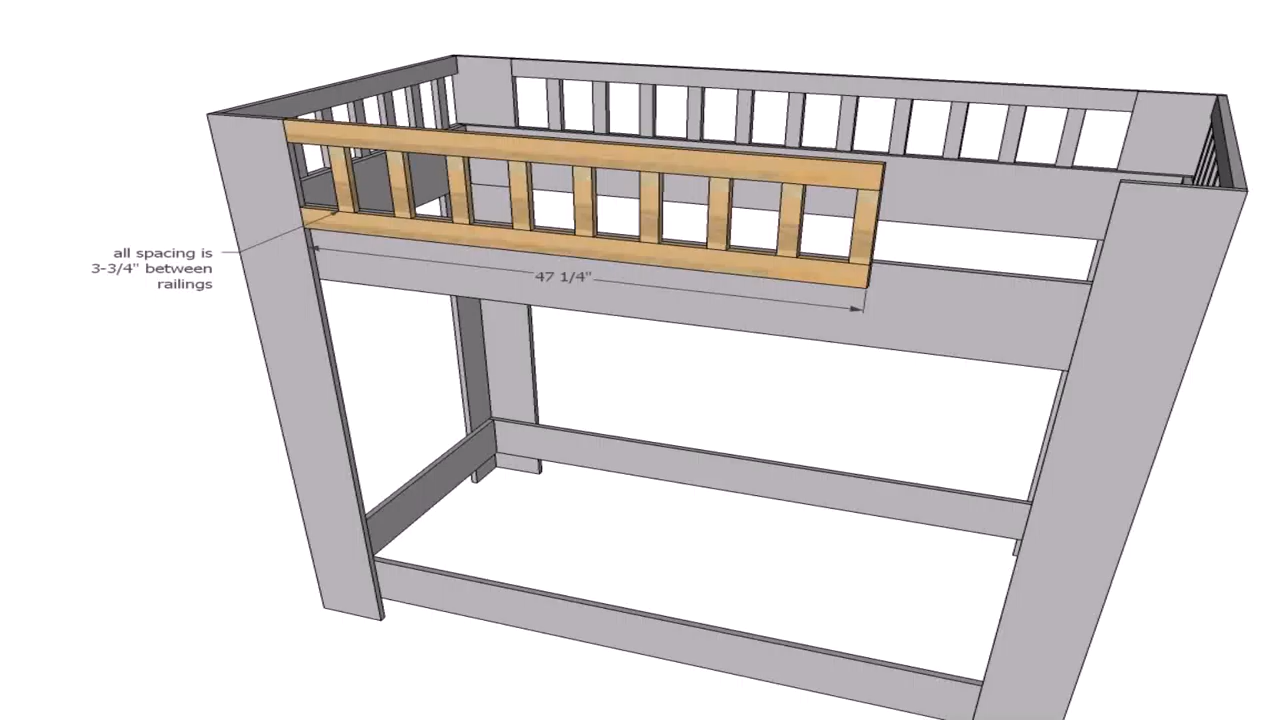 all spacing is
3-3/4" between
railings
47 1/4"